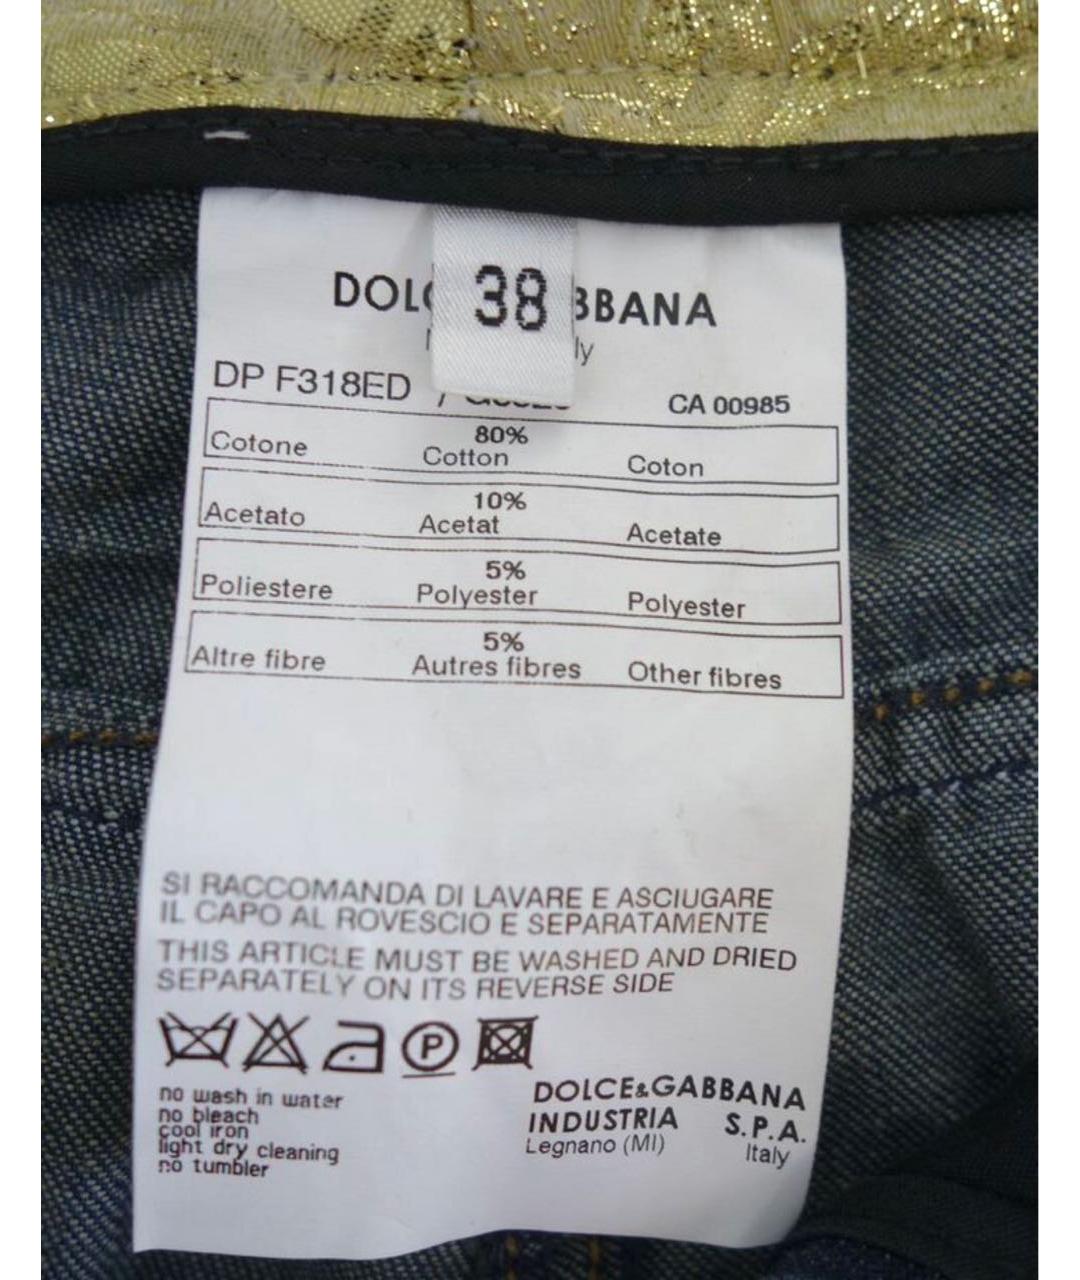 38
DP F318ED /
CA 00985
80%
Cotone Cotton Coton
10%
Acetato Acetat Acetate
5%
Poliestere Polyester Polyester
5%
Altre fibre Autres fibres Other fibres
SI RACCOMANDA DI LAVARE E ASCIUGARE
IL CAPO AL ROVESCIO E SEPARATAMENTE
THIS ARTICLE MUST BE WASHED AND DRIED
SEPARATELY ON ITS REVERSE SIDE
P
no wash in water
no bleach
cool iron
light dry cleaning
no tumbler
DOLCE&GABBANA
INDUSTRIA S.P.A.
Legnano (MI) Italy